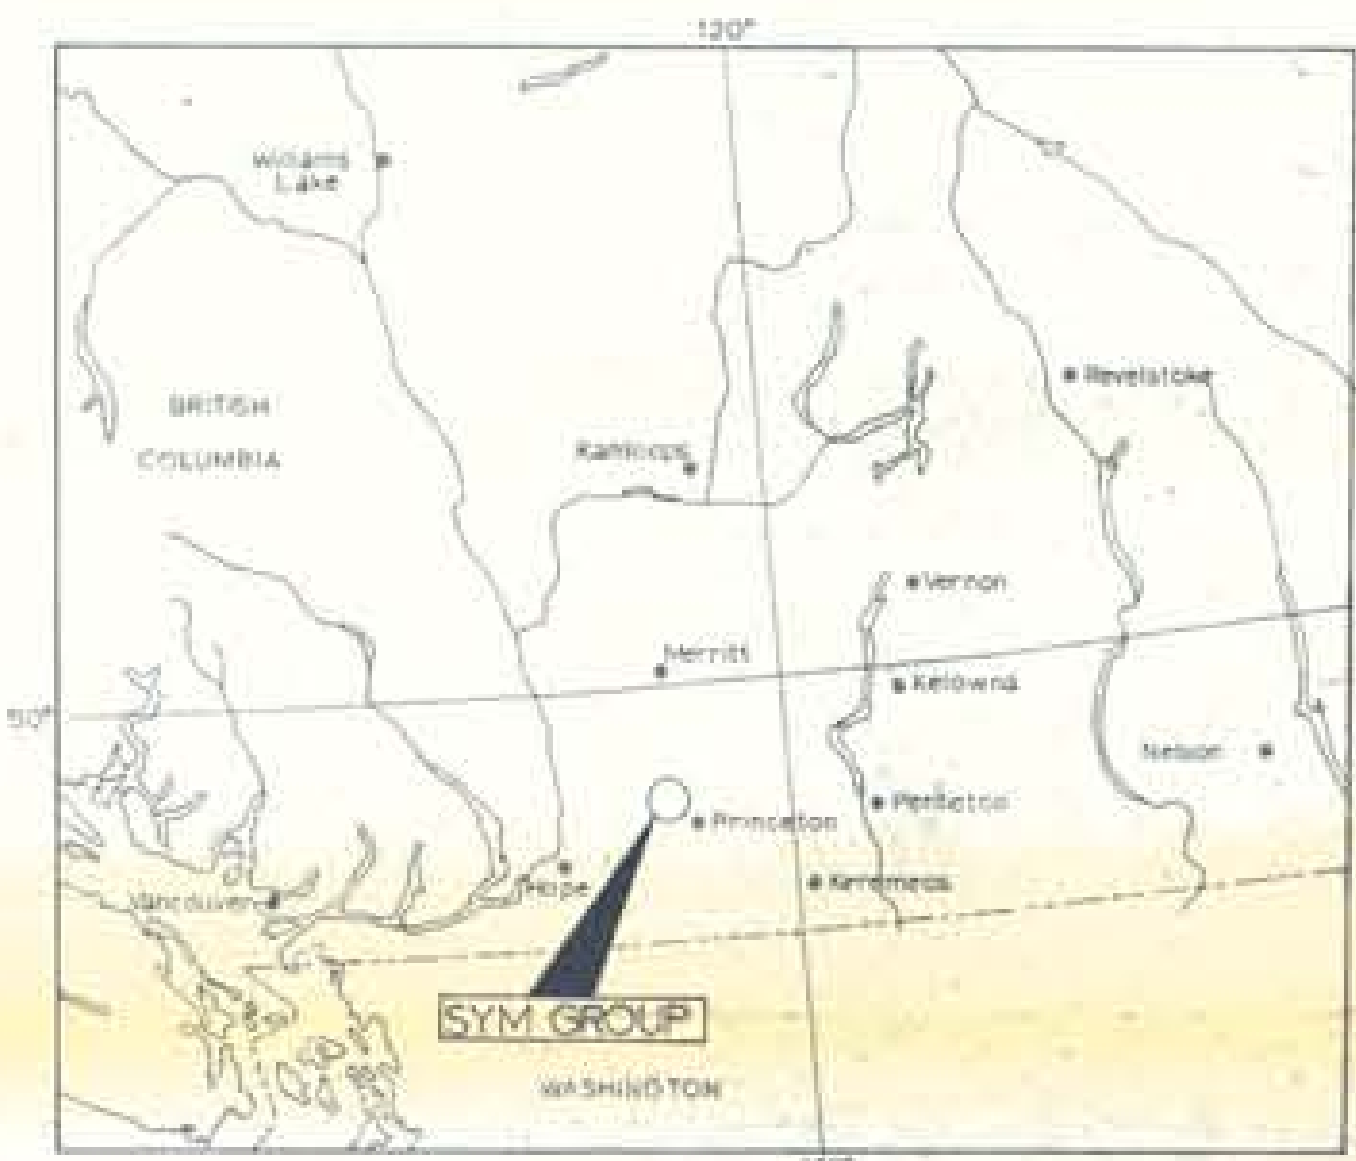 120°
Williams
Lake
BRITISH
COLUMBIA
Revelstoke
Kamloops
Vernon
Merritt
Kelowna
50°
Nelson
Penticton
Princeton
Hope
Keremeos
Vancouver
SYM GROUP
WASHINGTON